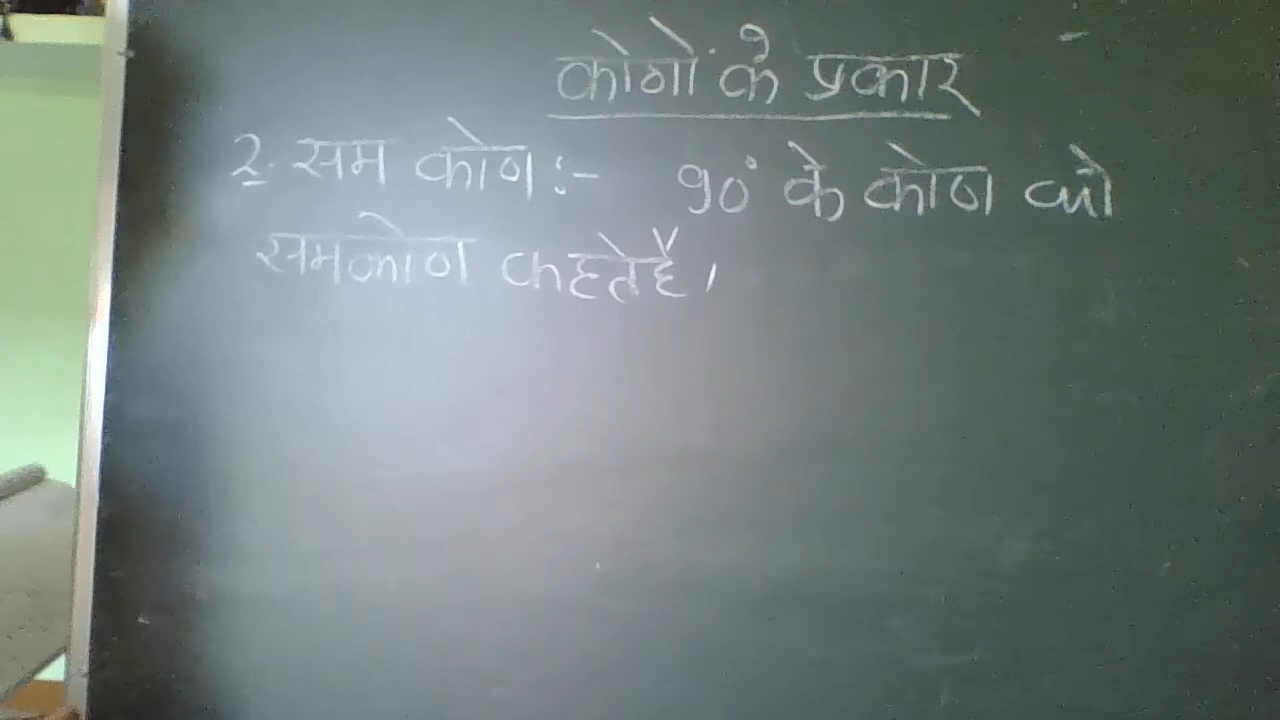 कोणों के प्रकार
2. सम कोण :- 90° के कोण को
समकोण कहते हैं।